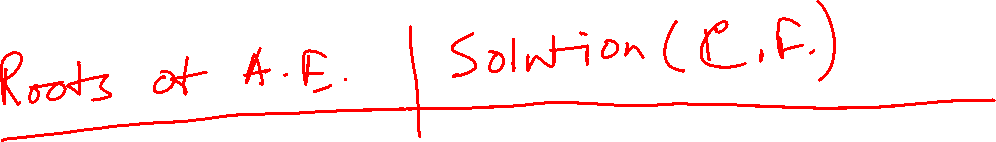 Roots of A.E. | Solution (C.F.)